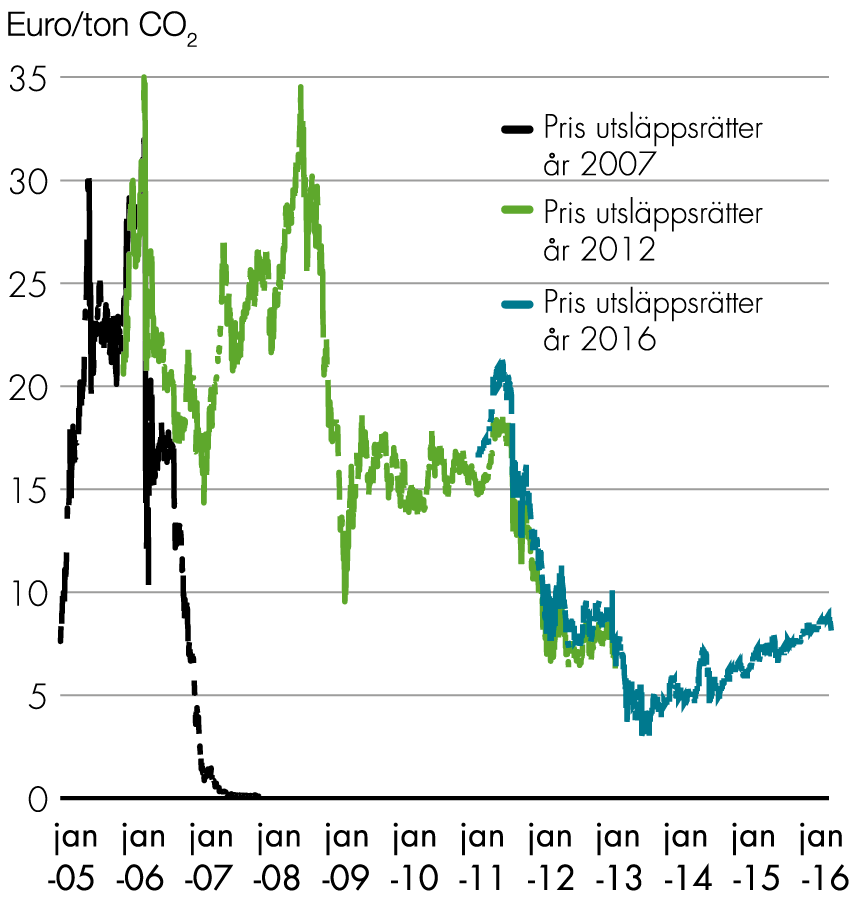 Euro/ton CO₂
35
30
25
20
15
10
5
0
Pris utsläppsrätter
år 2007
Pris utsläppsrätter
år 2012
Pris utsläppsrätter
år 2016
jan jan jan jan jan jan jan jan jan jan jan jan
-05 -06 -07 -08 -09 -10 -11 -12 -13 -14 -15 -16